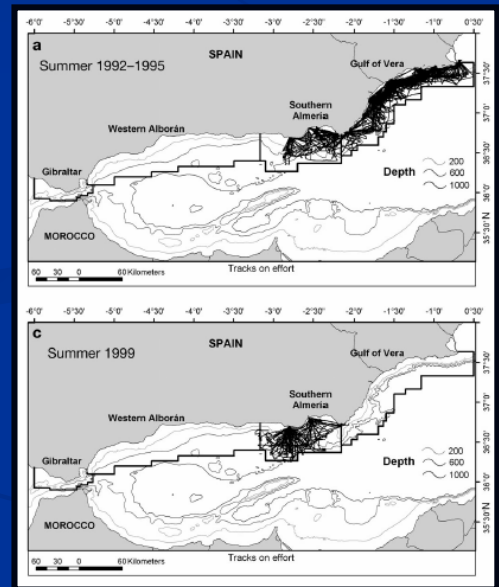 -6°0' -5°30' -5°0' -4°30' -4°0' -3°30' -3°0' -2°30' -2°0' -1°30' -1°0' 0°30'
a
SPAIN
Summer 1992–1995
Gulf of Vera
37°30'
37°0'
Southern
Almería
Western Alborán
36°30'
Gibraltar
Depth
200
600
1000
36°0'
35°30'
MOROCCO
60 30 0 60 Kilometers
Tracks on effort
-6°0' -5°30' -5°0' -4°30' -4°0' -3°30' -3°0' -2°30' -2°0' -1°30' -1°0' 0°30'
c
SPAIN
Summer 1999
Gulf of Vera
37°30'
37°0'
Southern
Almería
Western Alborán
36°30'
Gibraltar
Depth
200
600
1000
36°0'
35°30'
MOROCCO
60 30 0 60 Kilometers
Tracks on effort